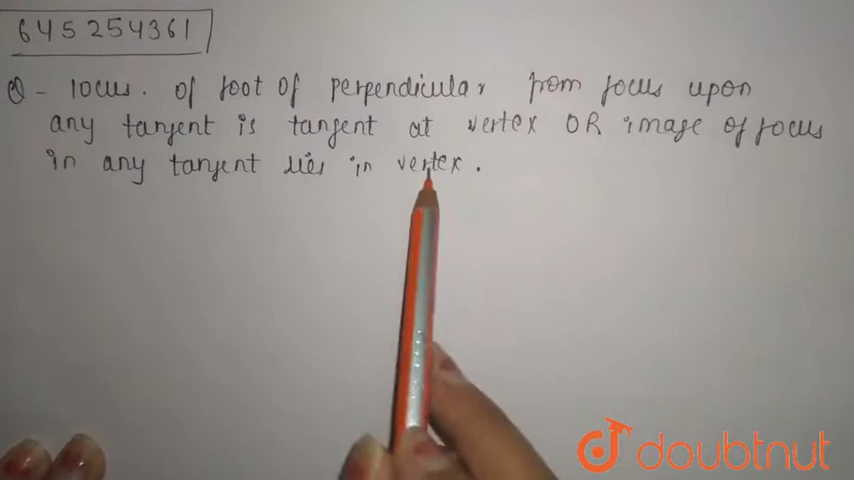 645254361
Q - locus. of foot of perpendicular from focus upon
any tangent is tangent at vertex OR image of focus
in any tangent lies in vertex.
doubtnut